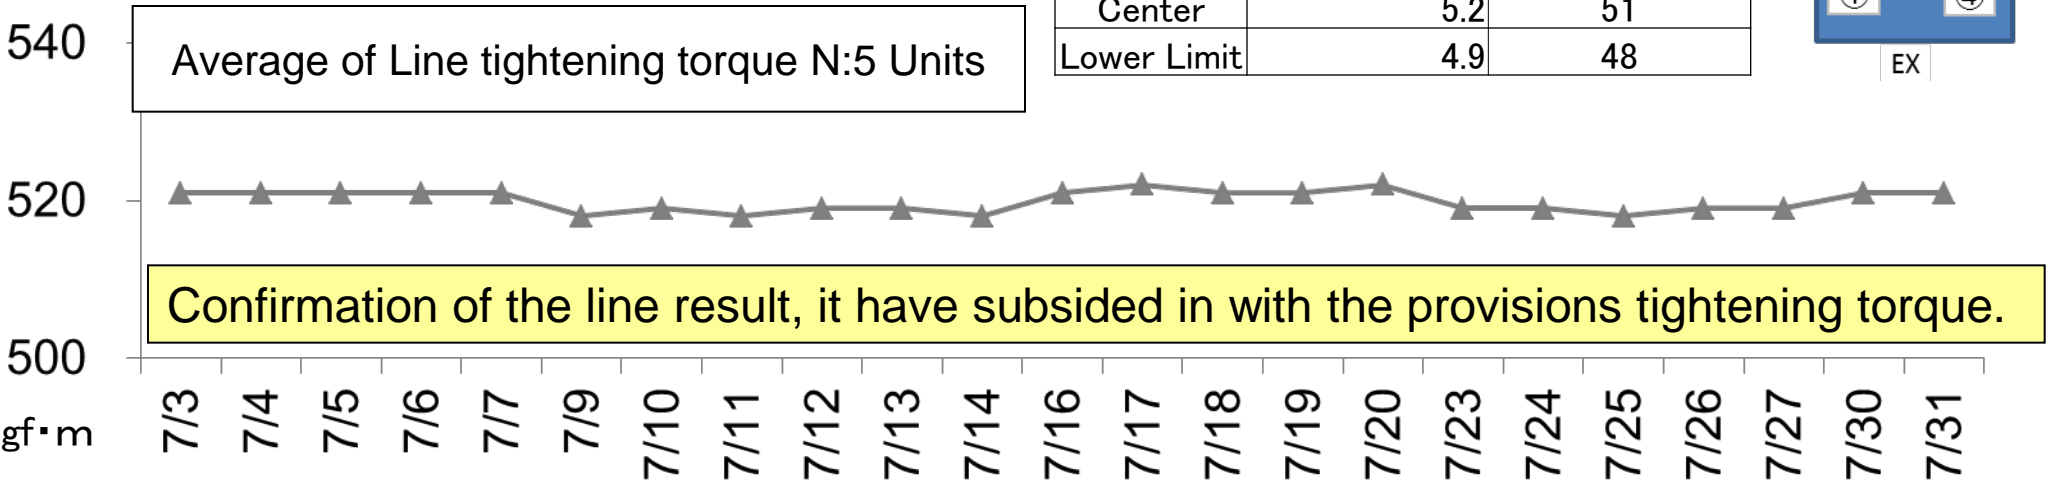 Center 5.2 51
540
Average of Line tightening torque N:5 Units
Lower Limit 4.9 48
EX
520
Confirmation of the line result, it have subsided in with the provisions tightening torque.
500
gf・m
7/3 7/4 7/5 7/6 7/7 7/9 7/10 7/11 7/12 7/13 7/14 7/16 7/17 7/18 7/19 7/20 7/23 7/24 7/25 7/26 7/27 7/30 7/31